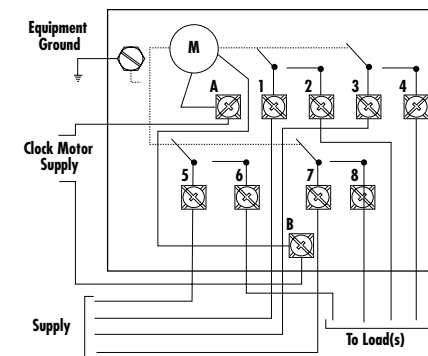 Equipment
Ground
M
A
1
2
3
4
Clock Motor
Supply
5
6
7
8
B
Supply
To Load(s)